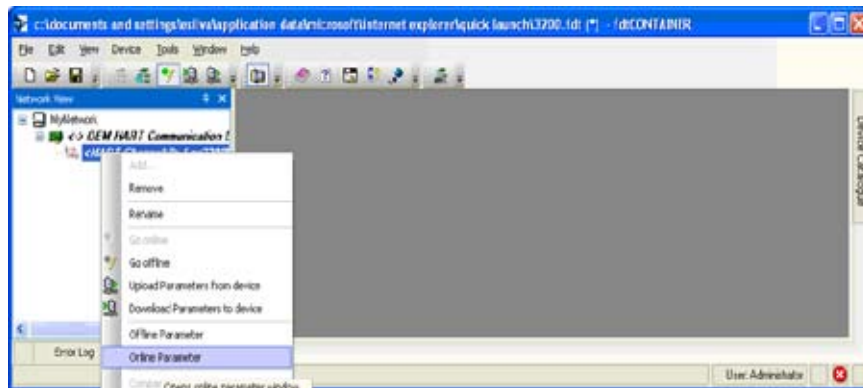 c:\documents and settings\esilva\application data\microsoft\internet explorer\quick launch\3200.fdt (*) - fdtCONTAINER
File Edit View Device Tools Window Help
Network View
MyNetwork
<-> OEM HART Communication
Device Catalogue
Add...
Remove
Rename
Go online
Go offline
Upload Parameters from device
Download Parameters to device
Offline Parameter
Online Parameter
Opens online parameter window
Error Log
User: Administrator